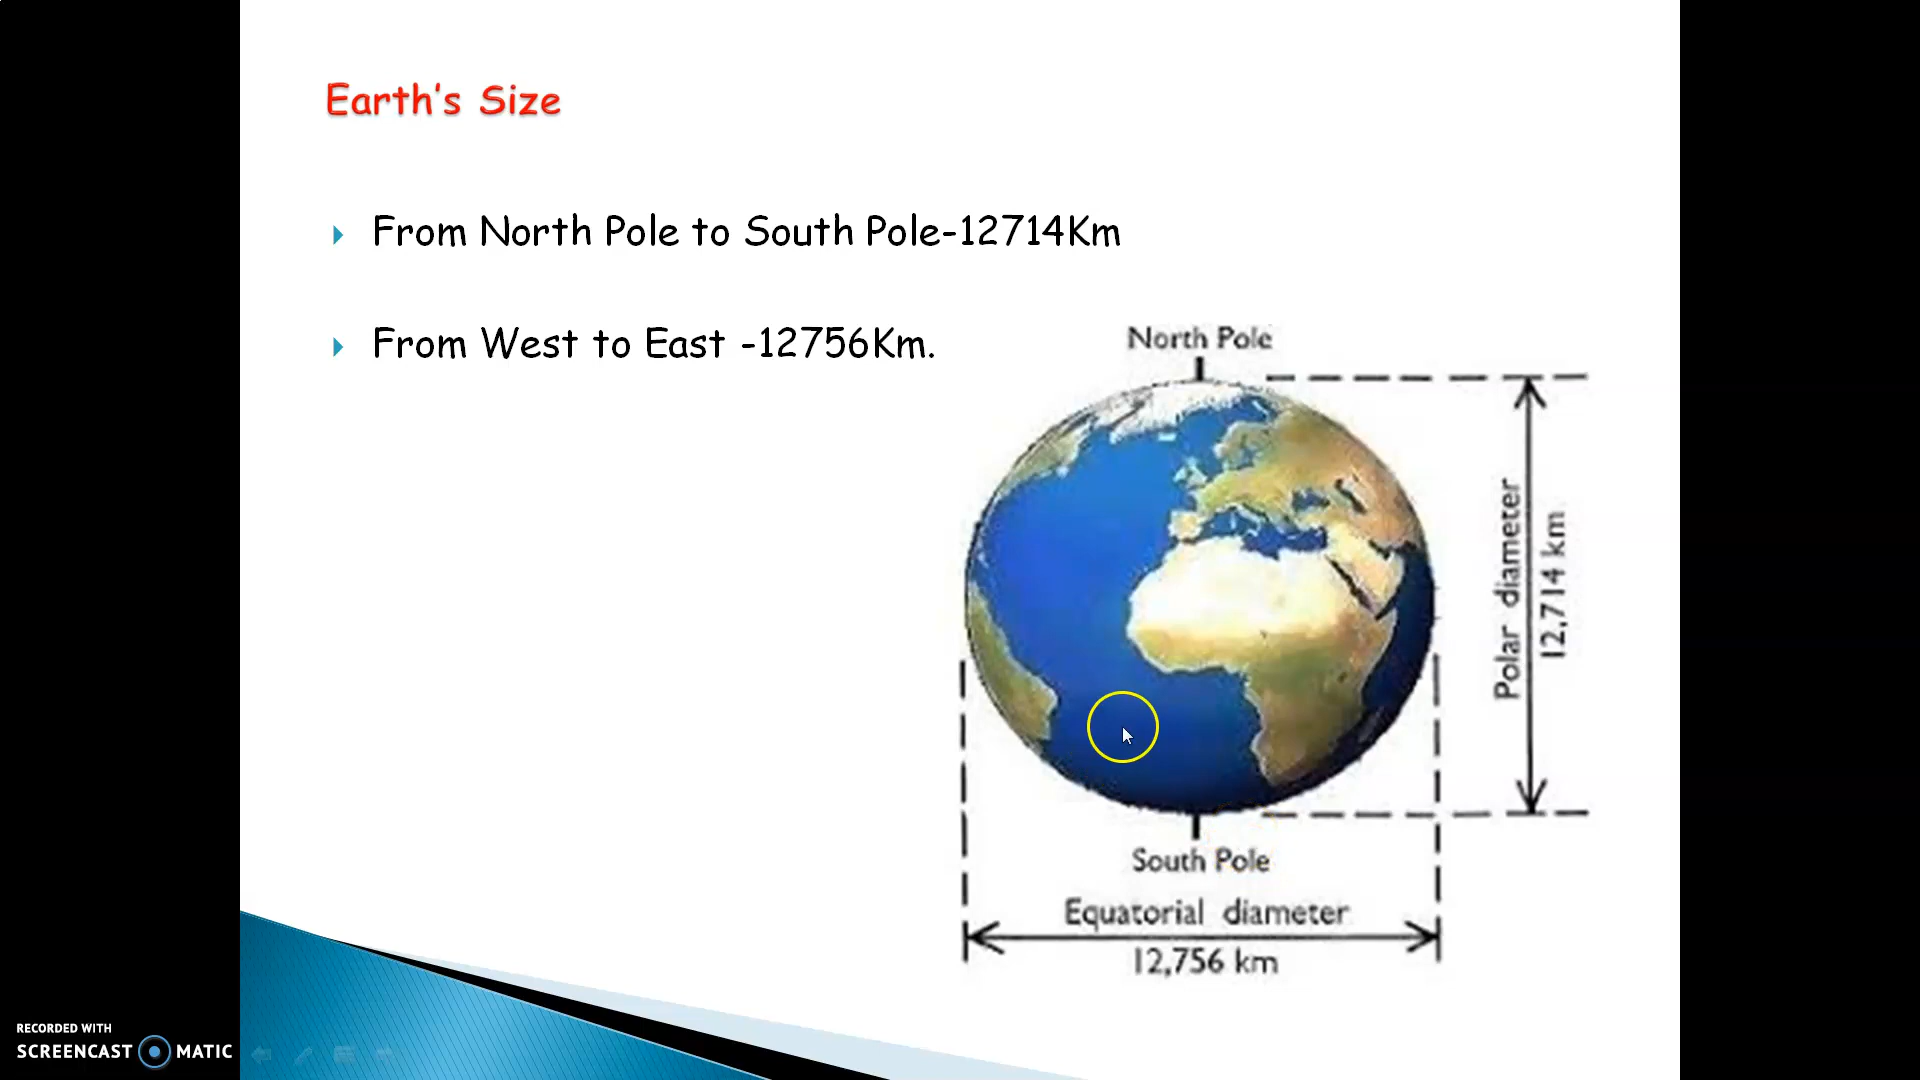 Earth's Size
From North Pole to South Pole-12714Km
From West to East -12756Km.
North Pole
Polar diameter
12,714 km
South Pole
Equatorial diameter
12,756 km
RECORDED WITH
SCREENCAST MATIC